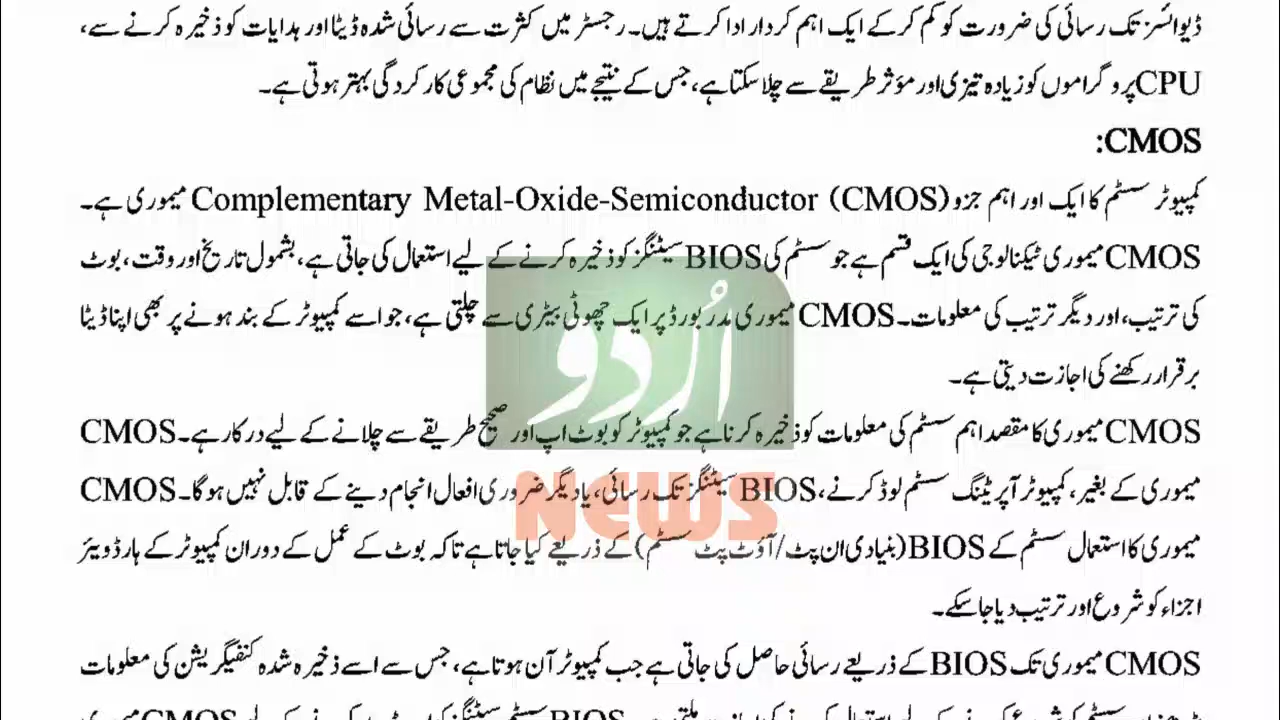 ڈیوائسز تک رسائی کی ضرورت کو کم کر کے ایک اہم کردار ادا کرتے ہیں۔ رجسٹر میں کثرت سے رسائی شدہ ڈیٹا اور ہدایات کو ذخیرہ کرنے سے،
CPU پروگراموں کو زیادہ تیزی اور مؤثر طریقے سے چلا سکتا ہے، جس کے نتیجے میں نظام کی مجموعی کارکردگی بہتر ہوتی ہے۔
CMOS:
کمپیوٹر سسٹم کا ایک اور اہم جزو Complementary Metal-Oxide-Semiconductor (CMOS) میموری ہے۔
CMOS میموری ٹیکنالوجی کی ایک قسم ہے جو سسٹم کی BIOS سیٹنگز کو ذخیرہ کرنے کے لیے استعمال کی جاتی ہے، بشمول تاریخ اور وقت، بوٹ
کی ترتیب، اور دیگر ترتیب کی معلومات۔ CMOS میموری مدر بورڈ پر ایک چھوٹی بیٹری سے چلتی ہے، جو اسے کمپیوٹر کے بند ہونے پر بھی اپنا ڈیٹا
برقرار رکھنے کی اجازت دیتی ہے۔
CMOS میموری کا مقصد اہم سسٹم کی معلومات کو ذخیرہ کرنا ہے جو کمپیوٹر کو بوٹ اپ اور صحیح طریقے سے چلانے کے لیے درکار ہے۔ CMOS
میموری کے بغیر، کمپیوٹر آپریٹنگ سسٹم لوڈ کرنے، BIOS سیٹنگز تک رسائی، یا دیگر ضروری افعال انجام دینے کے قابل نہیں ہوگا۔ CMOS
میموری کا استعمال سسٹم کے BIOS (بنیادی ان پٹ/آؤٹ پٹ سسٹم) کے ذریعے کیا جاتا ہے تاکہ بوٹ کے عمل کے دوران کمپیوٹر کے ہارڈ ویئر
اجزاء کو شروع اور ترتیب دیا جا سکے۔
CMOS میموری تک BIOS کے ذریعے رسائی حاصل کی جاتی ہے جب کمپیوٹر آن ہوتا ہے، جس سے اسے ذخیرہ شدہ کنفیگریشن کی معلومات
اُردو
News